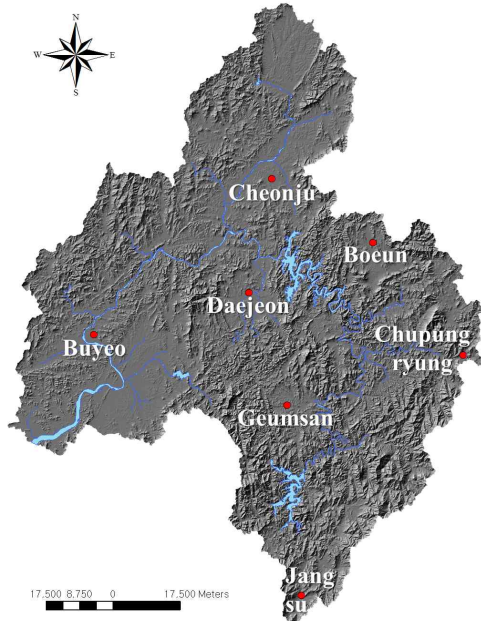 N
W E
S
Cheonju
Boeun
Daejeon
Chupung
ryung
Buyeo
Geumsan
Jang
su
17,500 8,750 0 17,500 Meters